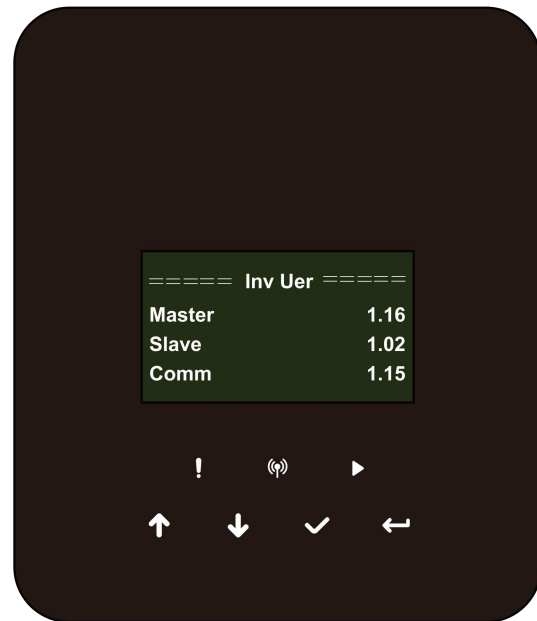 ===== Inv Uer =====
Master 1.16
Slave 1.02
Comm 1.15